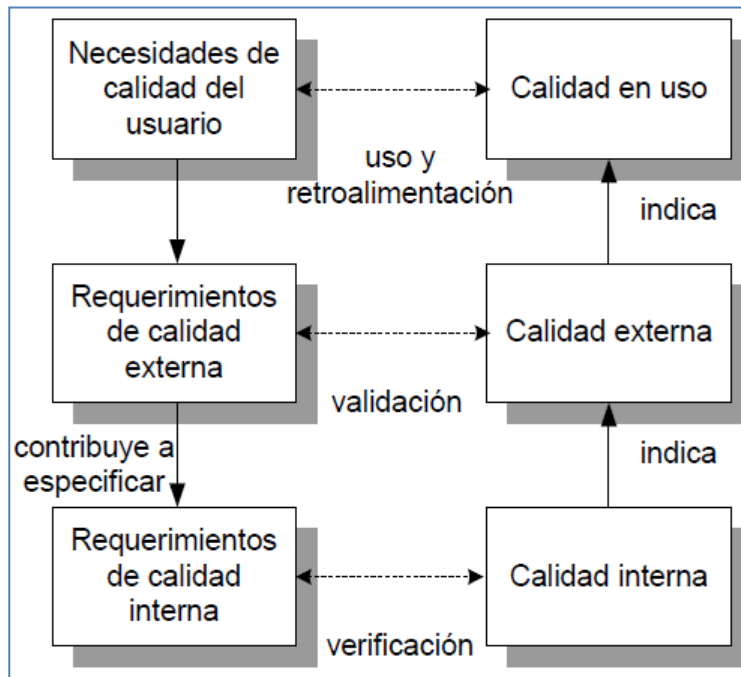 Necesidades de
calidad del
usuario
Calidad en uso
uso y
retroalimentación
indica
Requerimientos
de calidad
externa
Calidad externa
validación
contribuye a
especificar
indica
Requerimientos
de calidad
interna
Calidad interna
verificación